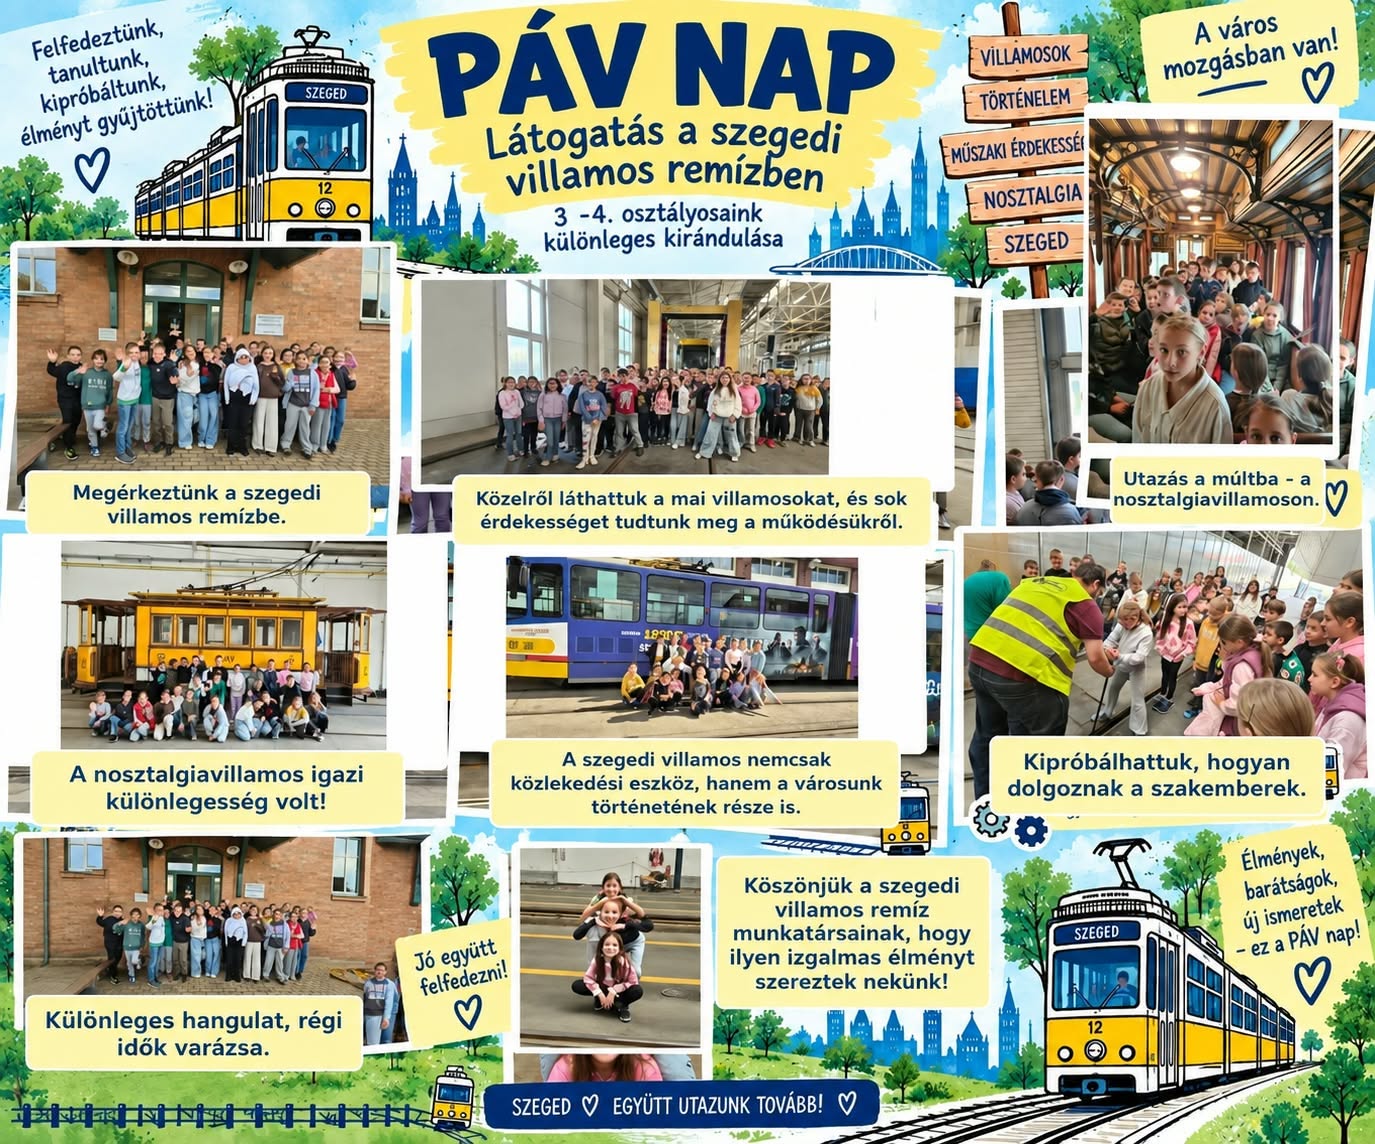 Felfedeztünk,
tanultunk,
kipróbáltunk,
élményt gyűjtöttünk!
SZEGED
12
PÁV NAP
Látogatás a szegedi
villamos remízben
3 -4. osztályosaink
különleges kirándulása
VILLAMOSOK
TÖRTÉNELEM
MŰSZAKI ÉRDEKESSÉG
NOSZTALGIA
SZEGED
A város
mozgásban van!
Megérkeztünk a szegedi
villamos remízbe.
Közelről láthattuk a mai villamosokat, és sok
érdekességet tudtunk meg a működésükről.
Utazás a múltba - a
nosztalgiavillamoson.
A nosztalgiavillamos igazi
különlegesség volt!
A szegedi villamos nemcsak
közlekedési eszköz, hanem a városunk
történetének része is.
Kipróbálhattuk, hogyan
dolgoznak a szakemberek.
Különleges hangulat, régi
idők varázsa.
Jó együtt
felfedezni!
Köszönjük a szegedi
villamos remíz
munkatársainak, hogy
ilyen izgalmas élményt
szereztek nekünk!
SZEGED
12
Élmények,
barátságok,
új ismeretek
- ez a PÁV nap!
SZEGED EGYÜTT UTAZUNK TOVÁBB!